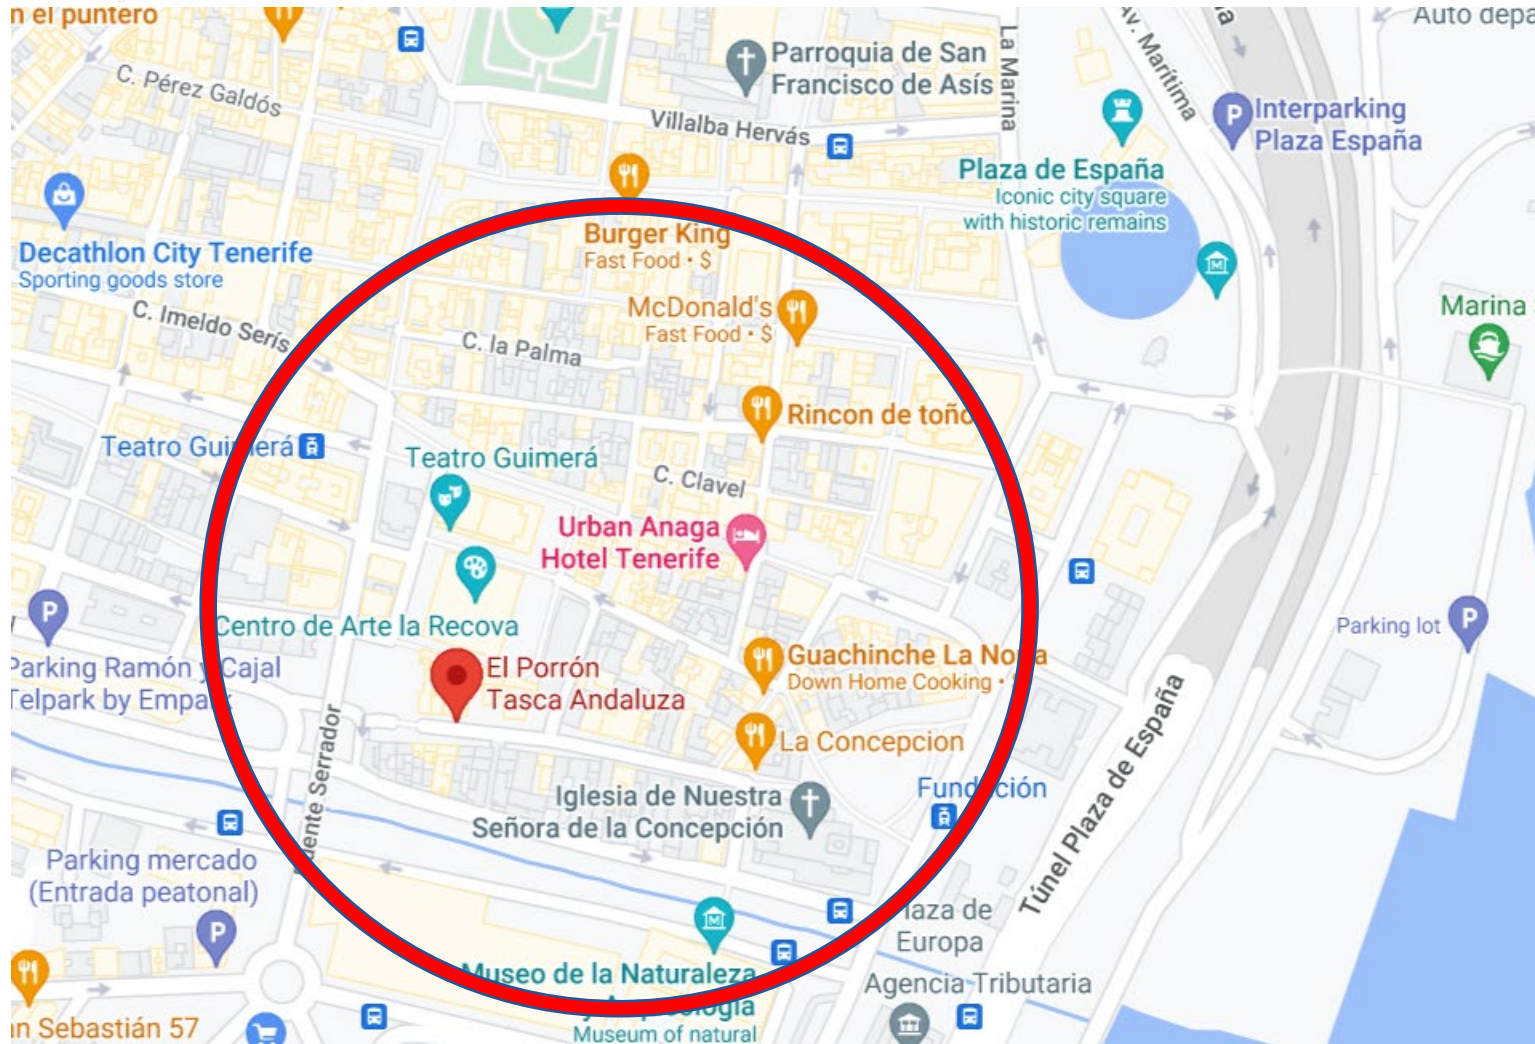 n el puntero
Auto depa
C. Pérez Galdós
Parroquia de San
Francisco de Asís
La Marina
Av. Marítima
Villalba Hervás
Interparking
Plaza España
Plaza de España
Iconic city square
with historic remains
Decathlon City Tenerife
Sporting goods store
Burger King
Fast Food • $
McDonald's
Fast Food • $
Marina
C. Imeldo Serís
C. la Palma
Rincon de toño
Teatro Guimerá
Teatro Guimerá
C. Clavel
Urban Anaga
Hotel Tenerife
Centro de Arte la Recova
Parking lot
Parking Ramón y Cajal
Telpark by Empark
El Porrón
Tasca Andaluza
Guachinche La Noria
Down Home Cooking •
La Concepcion
Puente Serrador
Túnel Plaza de España
Iglesia de Nuestra
Señora de la Concepción
Fundación
Parking mercado
(Entrada peatonal)
Plaza de
Europa
Museo de la Naturaleza
y Arqueología
Museum of natural
Agencia Tributaria
an Sebastián 57